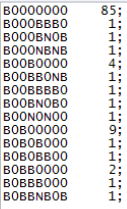 B0000000 85;
B000BBB0 1;
B000BN0B 1;
B000NBNB 1;
B00B0000 4;
B00BB0NB 1;
B00BBBB0 1;
B00BN0B0 1;
B00N0N00 1;
B0B00000 9;
B0B0B000 1;
B0B0BB00 1;
B0BB0000 2;
B0BBB000 1;
B0BBNB0B 1;